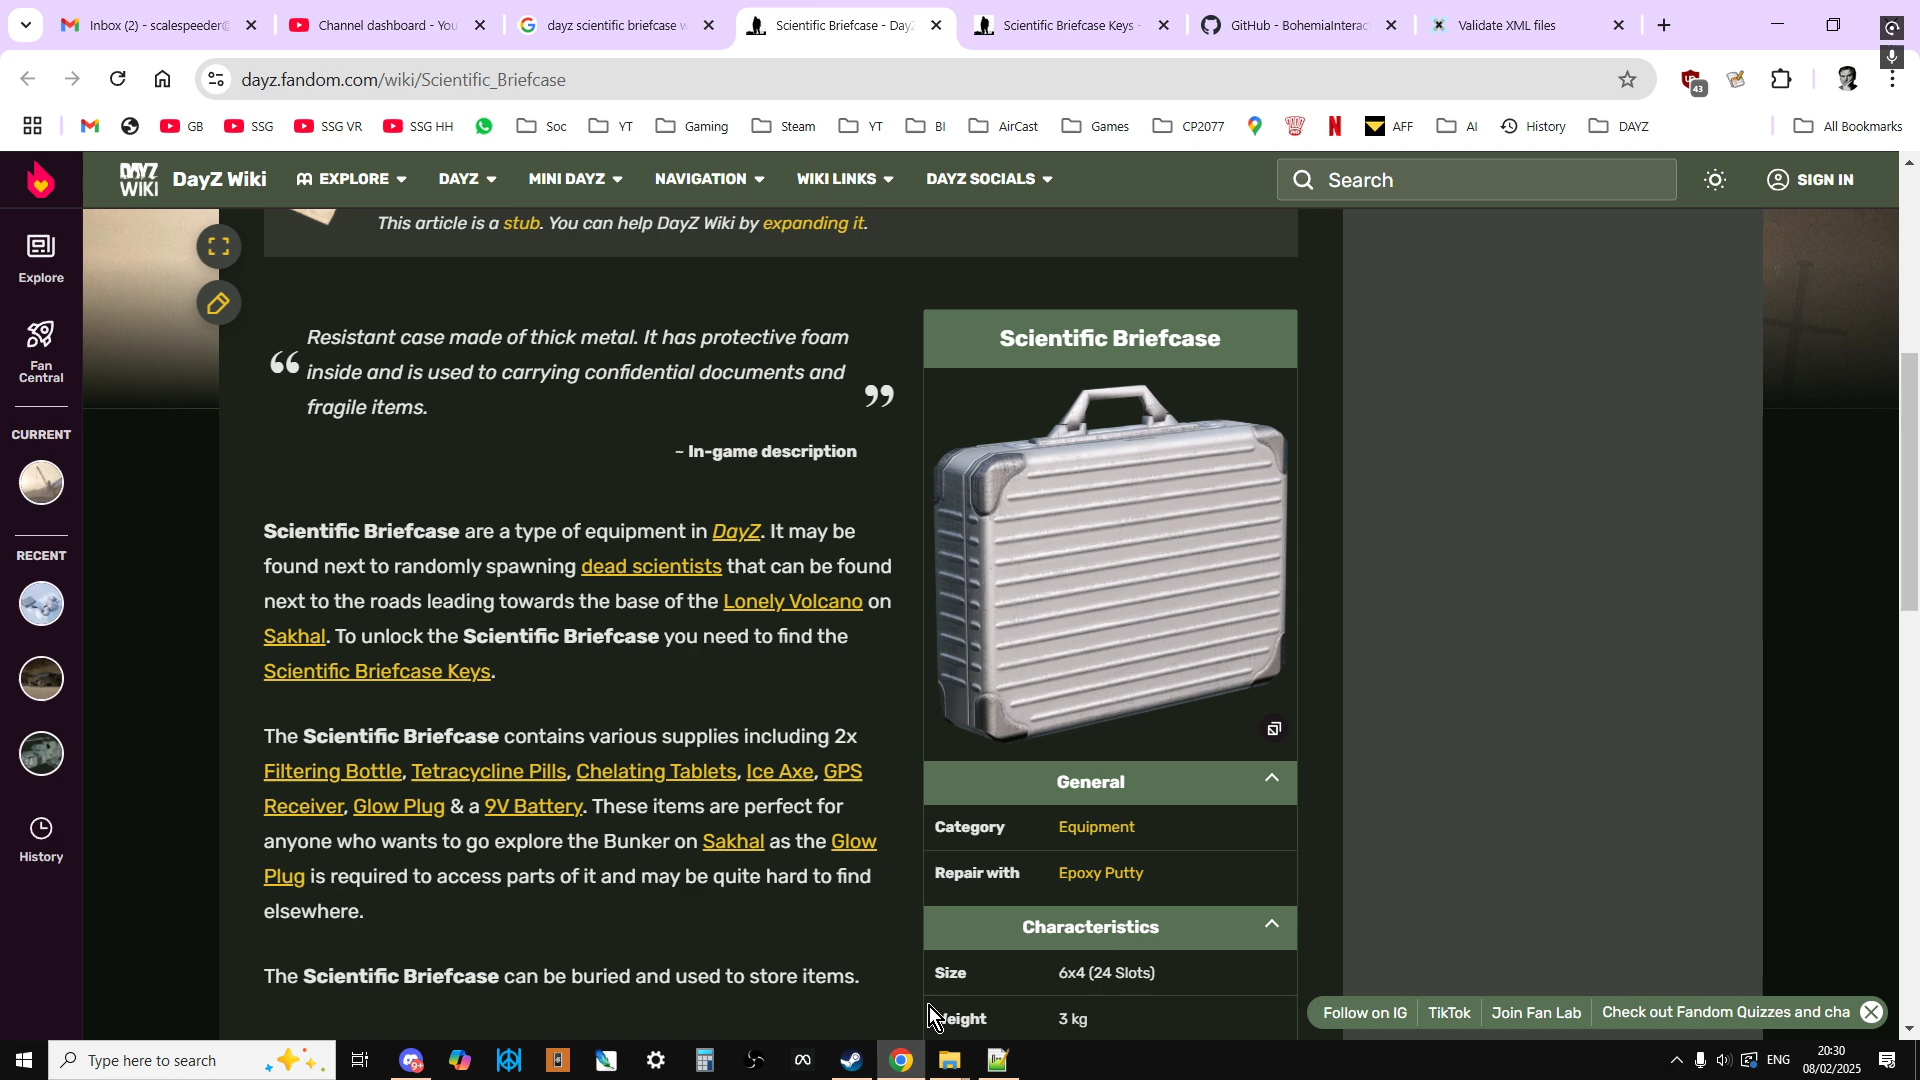 Inbox (2) - scalespeeder@
Channel dashboard - You
dayz scientific briefcase w
Scientific Briefcase - Day
Scientific Briefcase Keys -
GitHub - BohemiaInterac
Validate XML files
dayz.fandom.com/wiki/Scientific_Briefcase
43
GB
SSG
SSG VR
SSG HH
Soc
YT
Gaming
Steam
YT
BI
AirCast
Games
CP2077
AFF
AI
History
DAYZ
All Bookmarks
DAYZ WIKI
DayZ Wiki
EXPLORE
DAYZ
MINI DAYZ
NAVIGATION
WIKI LINKS
DAYZ SOCIALS
Search
SIGN IN
Explore
Fan Central
CURRENT
RECENT
History
This article is a stub. You can help DayZ Wiki by expanding it.
“ Resistant case made of thick metal. It has protective foam
inside and is used to carrying confidential documents and
fragile items. ”
~ In-game description
Scientific Briefcase are a type of equipment in DayZ. It may be
found next to randomly spawning dead scientists that can be found
next to the roads leading towards the base of the Lonely Volcano on
Sakhal. To unlock the Scientific Briefcase you need to find the
Scientific Briefcase Keys.
The Scientific Briefcase contains various supplies including 2x
Filtering Bottle, Tetracycline Pills, Chelating Tablets, Ice Axe, GPS
Receiver, Glow Plug & a 9V Battery. These items are perfect for
anyone who wants to go explore the Bunker on Sakhal as the Glow
Plug is required to access parts of it and may be quite hard to find
elsewhere.
The Scientific Briefcase can be buried and used to store items.
Scientific Briefcase
General
Category Equipment
Repair with Epoxy Putty
Characteristics
Size 6x4 (24 Slots)
Weight 3 kg
Follow on IG
TikTok
Join Fan Lab
Check out Fandom Quizzes and cha
Type here to search
9+
ENG
20:30
08/02/2025